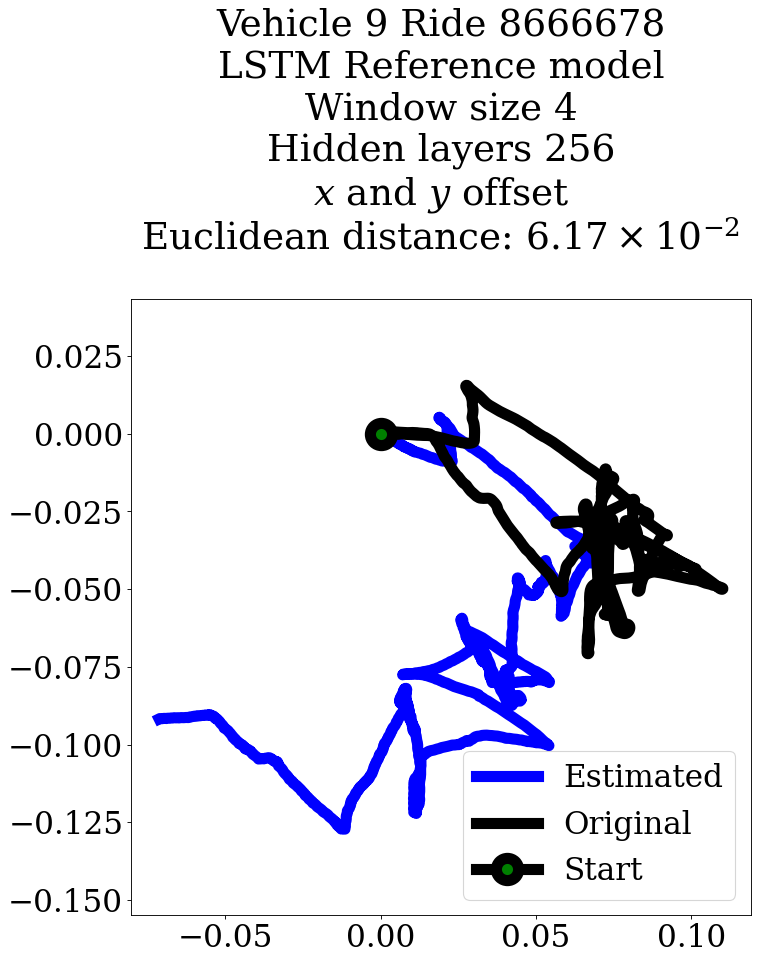 Vehicle 9 Ride 8666678
LSTM Reference model
Window size 4
Hidden layers 256
x and y offset
Euclidean distance: 6.17 × 10⁻²
0.025
0.000
−0.025
−0.050
−0.075
−0.100
−0.125
−0.150
Estimated
Original
Start
−0.05 0.00 0.05 0.10